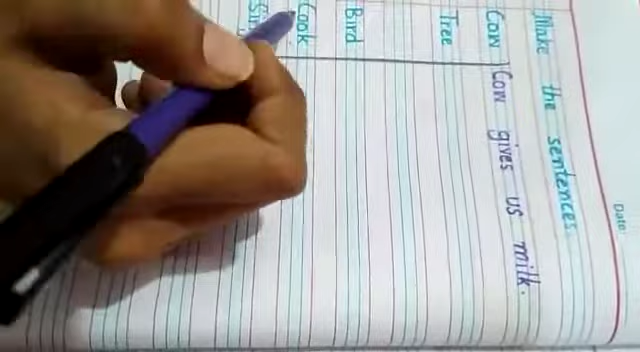 Date:
Make the sentences
Cow Cow gives us milk.
Tree
Bird
Cook